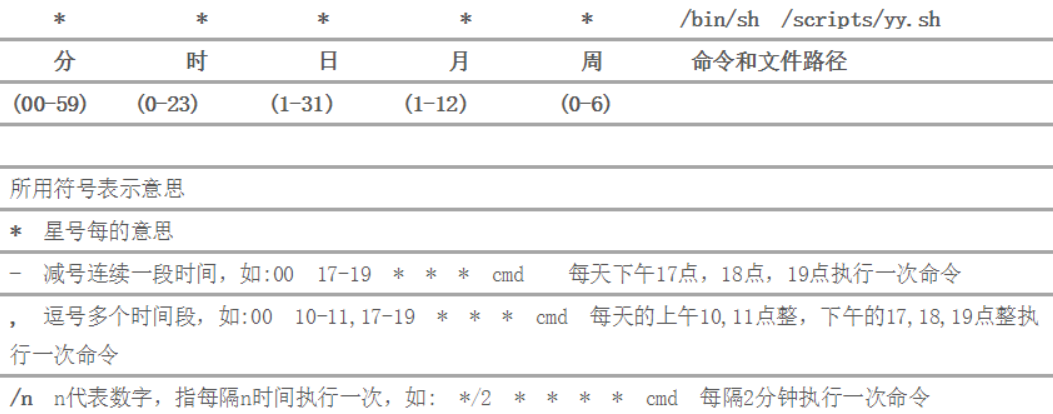 * * * * * /bin/sh /scripts/yy.sh
分 时 日 月 周 命令和文件路径
(00-59) (0-23) (1-31) (1-12) (0-6)
所用符号表示意思
* 星号每的意思
- 减号连续一段时间，如:00 17-19 * * * cmd 每天下午17点，18点，19点执行一次命令
, 逗号多个时间段，如:00 10-11,17-19 * * * cmd 每天的上午10,11点整，下午的17,18,19点整执
行一次命令
/n n代表数字，指每隔n时间执行一次，如: */2 * * * * cmd 每隔2分钟执行一次命令